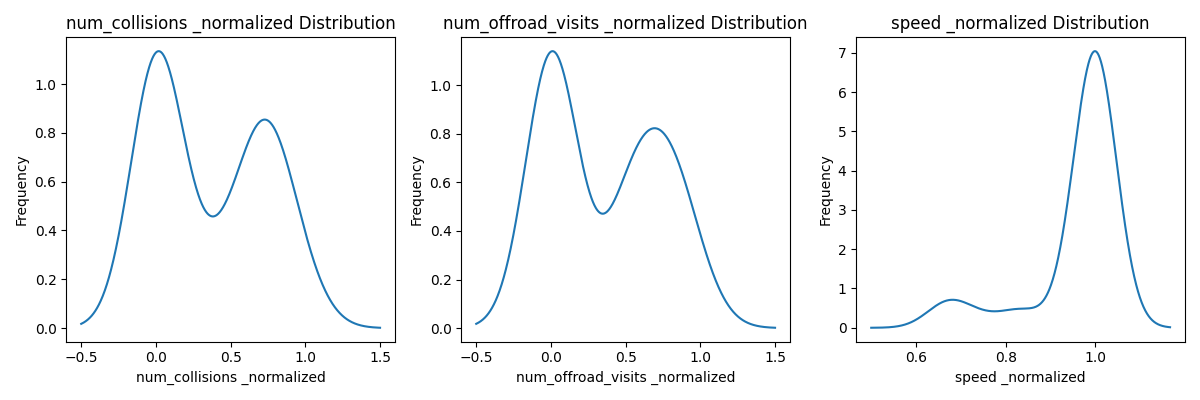 num_collisions _normalized Distribution
1.0
0.8
0.6
0.4
0.2
0.0
Frequency
−0.5 0.0 0.5 1.0 1.5
num_collisions _normalized
num_offroad_visits _normalized Distribution
1.0
0.8
0.6
0.4
0.2
0.0
Frequency
−0.5 0.0 0.5 1.0 1.5
num_offroad_visits _normalized
speed _normalized Distribution
7
6
5
4
3
2
1
0
Frequency
0.6 0.8 1.0
speed _normalized